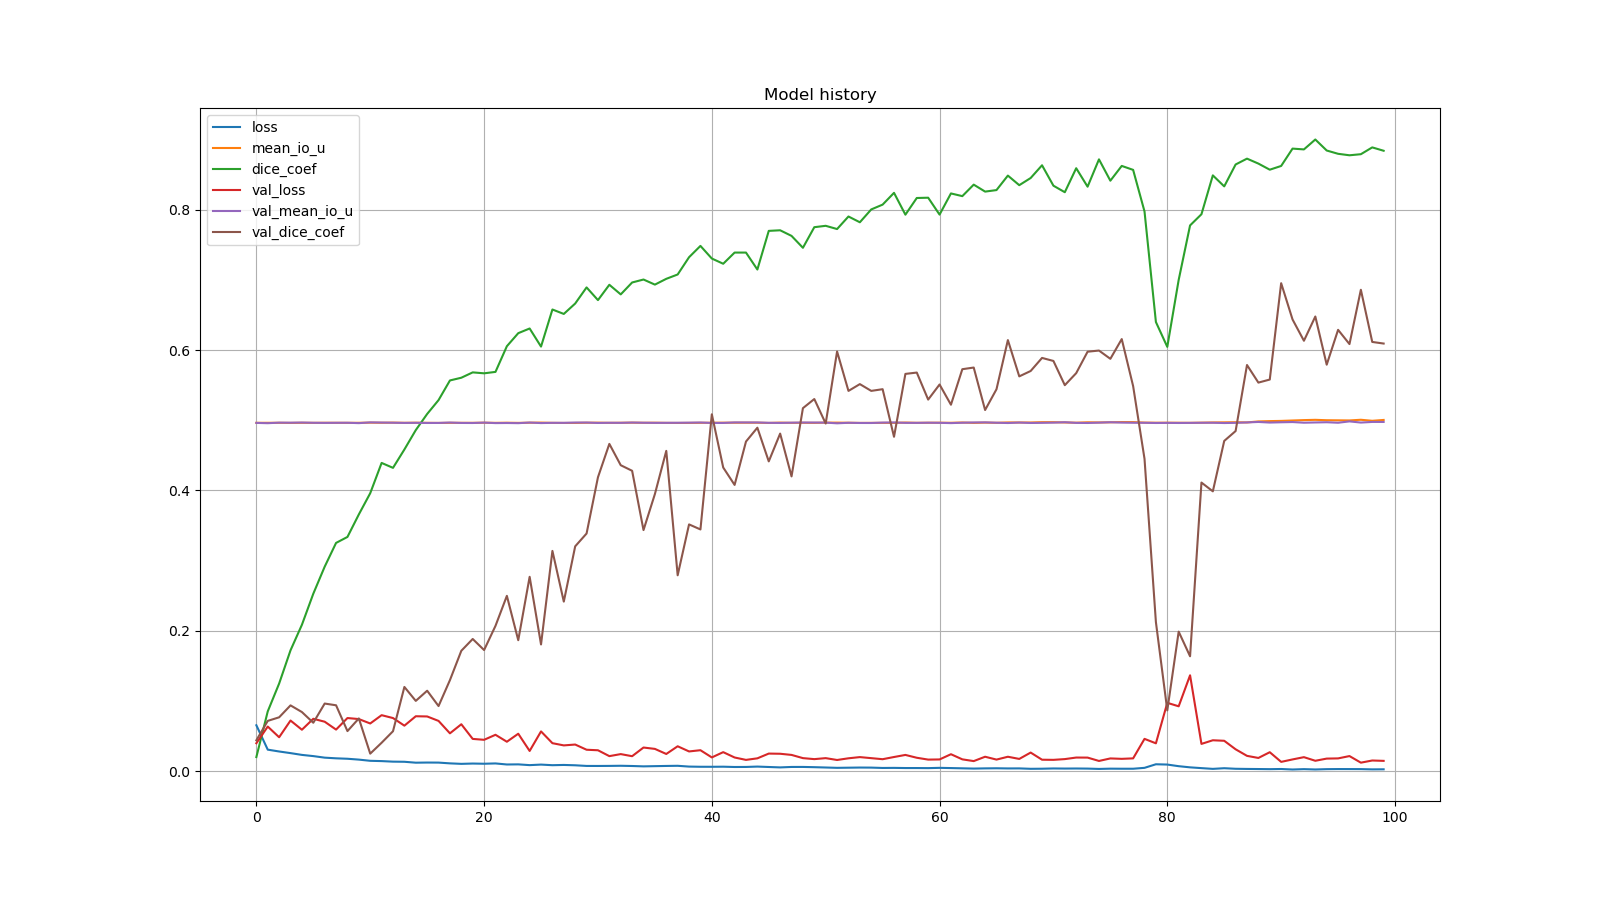 Model history
loss
mean_io_u
dice_coef
val_loss
val_mean_io_u
val_dice_coef
0.8
0.6
0.4
0.2
0.0
0 20 40 60 80 100